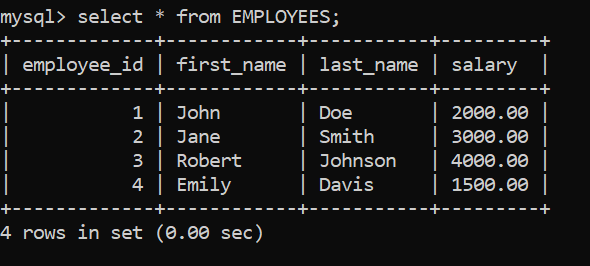 mysql> select * from EMPLOYEES;
+-------------+------------+-----------+---------+
| employee_id | first_name | last_name | salary  |
+-------------+------------+-----------+---------+
|           1 | John       | Doe       | 2000.00 |
|           2 | Jane       | Smith     | 3000.00 |
|           3 | Robert     | Johnson   | 4000.00 |
|           4 | Emily      | Davis     | 1500.00 |
+-------------+------------+-----------+---------+
4 rows in set (0.00 sec)